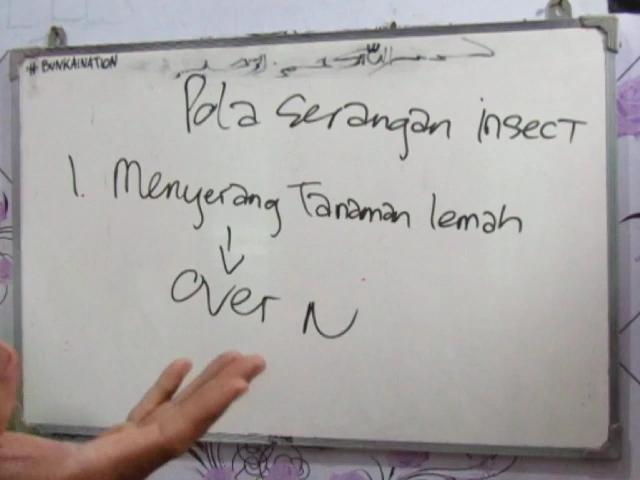 # BUNKAINATION
Pola Serangan insect
1. Menyerang Tanaman lemah
↓
Over N